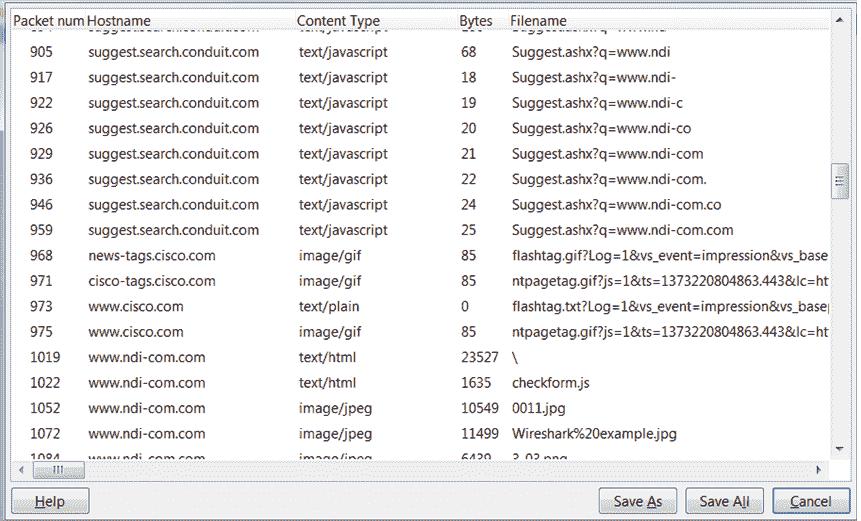 Packet num Hostname Content Type Bytes Filename
905 suggest.search.conduit.com text/javascript 68 Suggest.ashx?q=www.ndi
917 suggest.search.conduit.com text/javascript 18 Suggest.ashx?q=www.ndi-
922 suggest.search.conduit.com text/javascript 19 Suggest.ashx?q=www.ndi-c
926 suggest.search.conduit.com text/javascript 20 Suggest.ashx?q=www.ndi-co
929 suggest.search.conduit.com text/javascript 21 Suggest.ashx?q=www.ndi-com
936 suggest.search.conduit.com text/javascript 22 Suggest.ashx?q=www.ndi-com.
946 suggest.search.conduit.com text/javascript 24 Suggest.ashx?q=www.ndi-com.co
959 suggest.search.conduit.com text/javascript 25 Suggest.ashx?q=www.ndi-com.com
968 news-tags.cisco.com image/gif 85 flashtag.gif?Log=1&vs_event=impression&vs_base
971 cisco-tags.cisco.com image/gif 85 ntpagetag.gif?js=1&ts=1373220804863.443&lc=ht
973 www.cisco.com text/plain 0 flashtag.txt?Log=1&vs_event=impression&vs_base
975 www.cisco.com image/gif 85 ntpagetag.gif?js=1&ts=1373220804863.443&lc=ht
1019 www.ndi-com.com text/html 23527 \
1022 www.ndi-com.com text/html 1635 checkform.js
1052 www.ndi-com.com image/jpeg 10549 0011.jpg
1072 www.ndi-com.com image/jpeg 11499 Wireshark%20example.jpg
1084 www.ndi-com.com image/jpeg 6439 3_03.png
Help Save As Save All Cancel